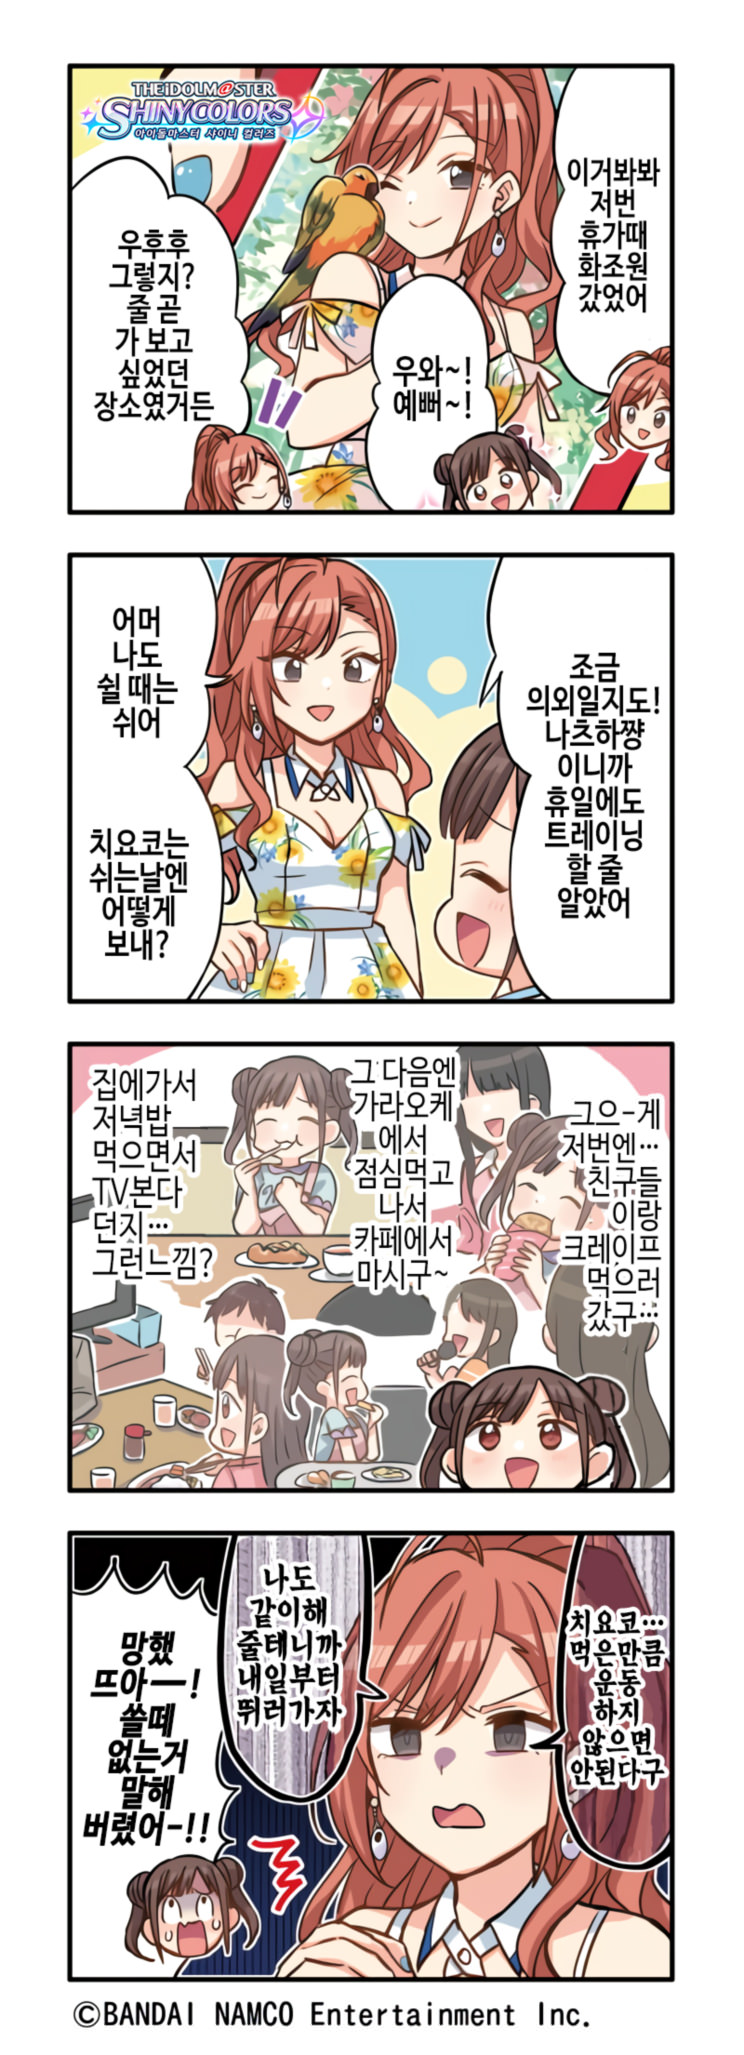 THE iDOLM@STER
SHINYCOLORS
아이돌마스터 샤이니 컬러즈
이거봐봐
저번
휴가때
화조원
갔었어
우와~!
예뻐~!
우후후
그렇지?
줄 곧
가 보고
싶었던
장소였거든
조금
의외일지도!
나츠하쨩
이니까
휴일에도
트레이닝
할 줄
알았어
어머
나도
쉴 때는
쉬어
치요코는
쉬는날엔
어떻게
보내?
그으-게
저번엔…
친구들
이랑
크레이프
먹으러
갔구…
그 다음엔
가라오케
에서
점심먹고
나서
카페에서
마시구~
집에가서
저녁밥
먹으면서
TV본다
던지…
그런느낌?
치요코…
먹은만큼
운동
하지
않으면
안된다구
나도
같이해
줄테니까
내일부터
뛰러가자
망했
뜨아ー!
쓸떼
없는거
말해
버렸어-!!
©BANDAI NAMCO Entertainment Inc.